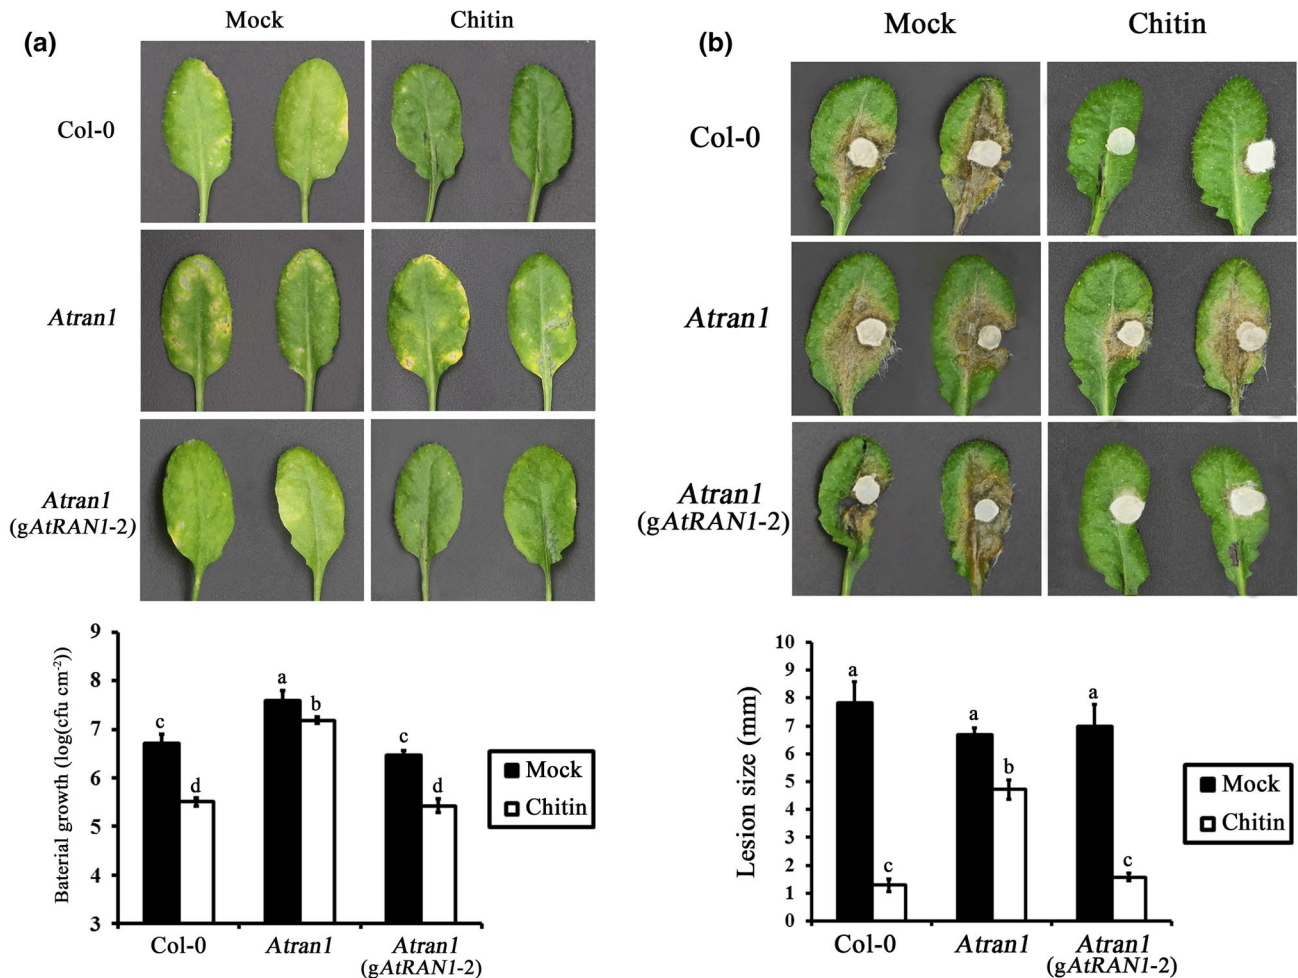 (a)
Mock Chitin
Col-0
Atran1
Atran1
(gAtRAN1-2)
Baterial growth (log(cfu cm⁻²))
9
8
7
6
5
4
3
c
d
a
b
c
d
Mock
Chitin
Col-0 Atran1 Atran1
(gAtRAN1-2)
(b)
Mock Chitin
Col-0
Atran1
Atran1
(gAtRAN1-2)
Lesion size (mm)
10
9
8
7
6
5
4
3
2
1
0
a
c
a
b
a
c
Mock
Chitin
Col-0 Atran1 Atran1
(gAtRAN1-2)